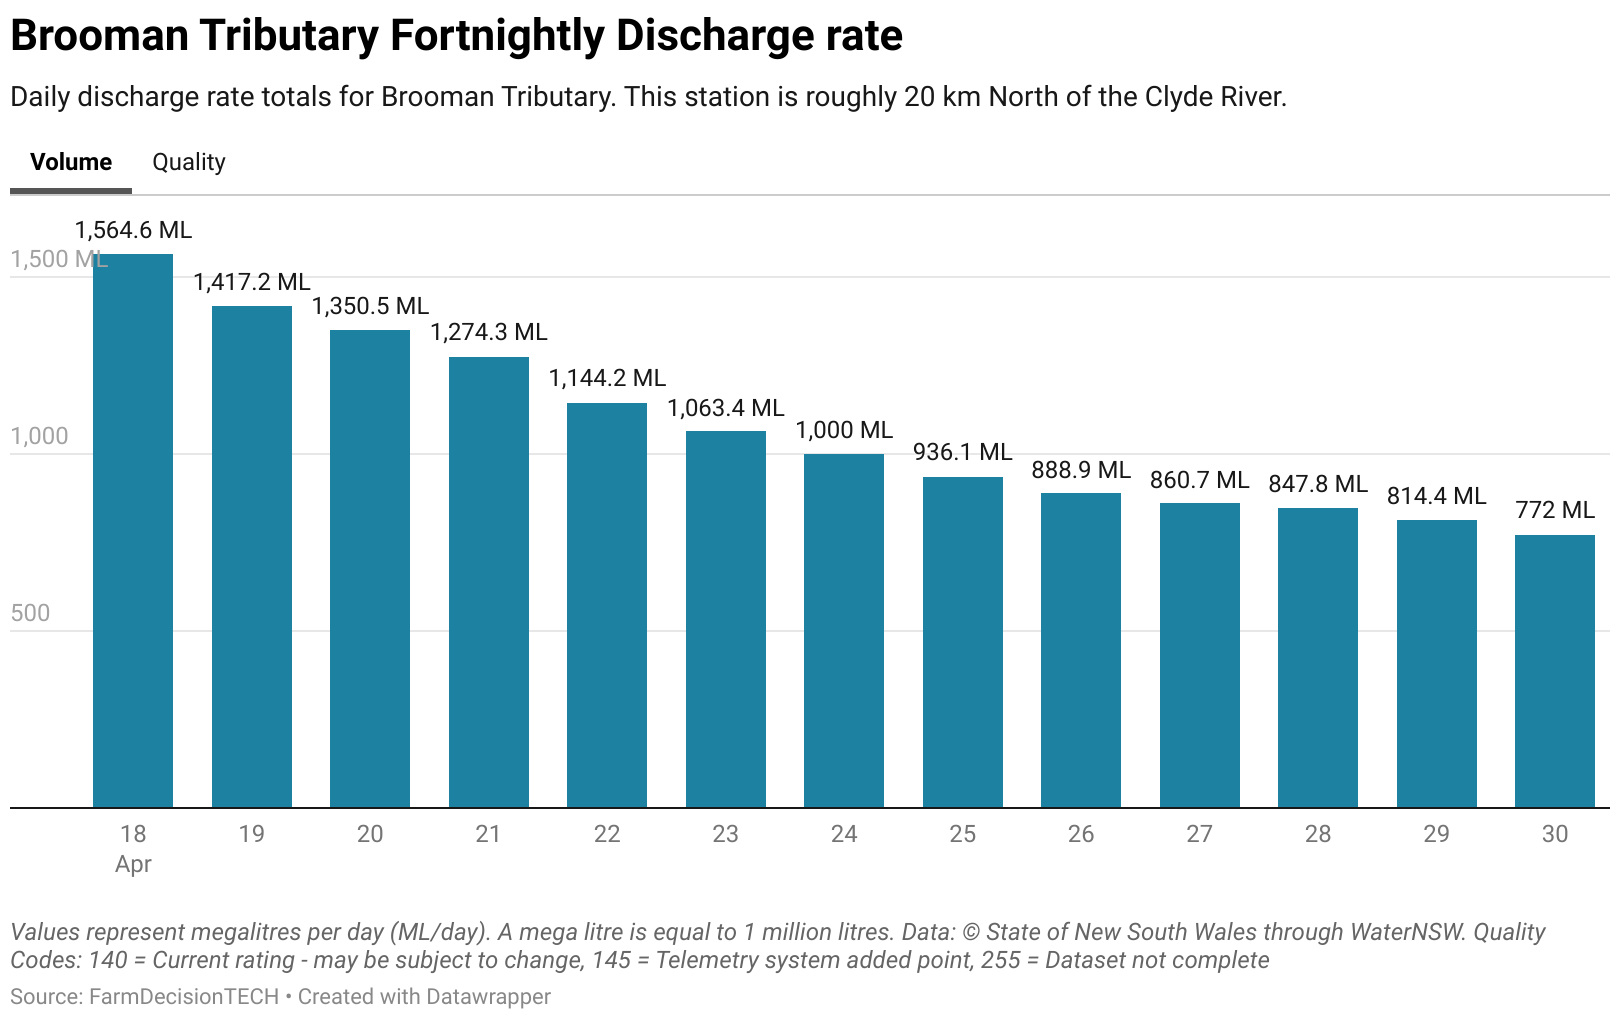 Brooman Tributary Fortnightly Discharge rate
Daily discharge rate totals for Brooman Tributary. This station is roughly 20 km North of the Clyde River.
Volume Quality
1,564.6 ML
1,500 ML
1,417.2 ML
1,350.5 ML
1,274.3 ML
1,144.2 ML
1,063.4 ML
1,000 ML
1,000
936.1 ML
888.9 ML
860.7 ML
847.8 ML
814.4 ML
772 ML
500
18 19 20 21 22 23 24 25 26 27 28 29 30
Apr
Values represent megalitres per day (ML/day). A mega litre is equal to 1 million litres. Data: © State of New South Wales through WaterNSW. Quality
Codes: 140 = Current rating - may be subject to change, 145 = Telemetry system added point, 255 = Dataset not complete
Source: FarmDecisionTECH • Created with Datawrapper